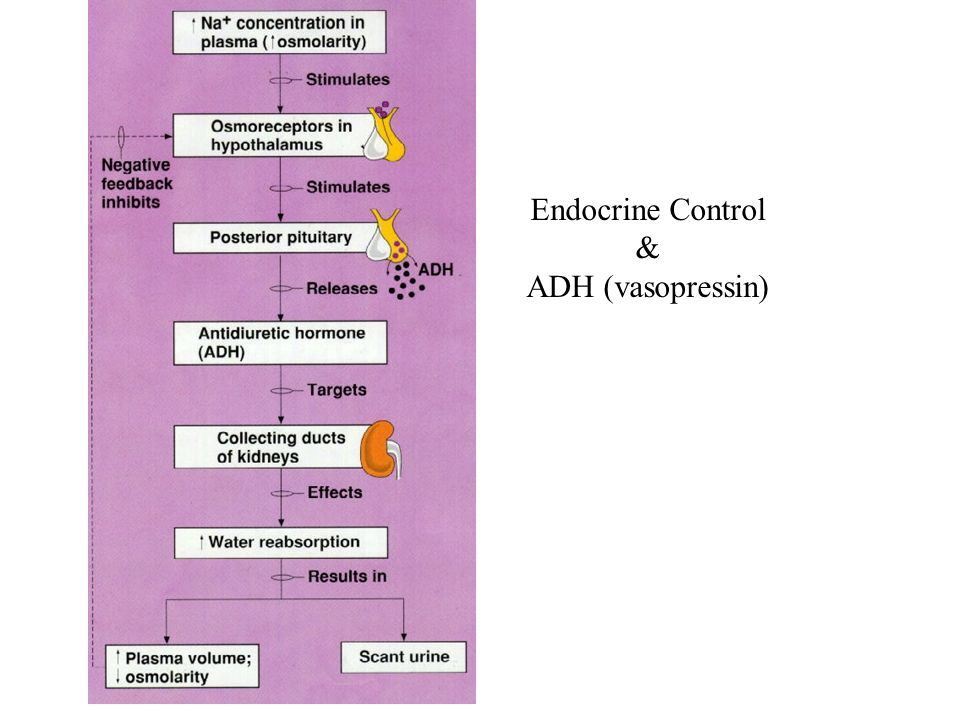 ↑ Na⁺ concentration in
plasma (↑osmolarity)
Stimulates
Osmoreceptors in
hypothalamus
Negative
feedback
inhibits
Stimulates
Posterior pituitary
ADH
Releases
Antidiuretic hormone
(ADH)
Targets
Collecting ducts
of kidneys
Effects
↑ Water reabsorption
Results in
↑ Plasma volume;
↓ osmolarity
Scant urine
Endocrine Control
&
ADH (vasopressin)